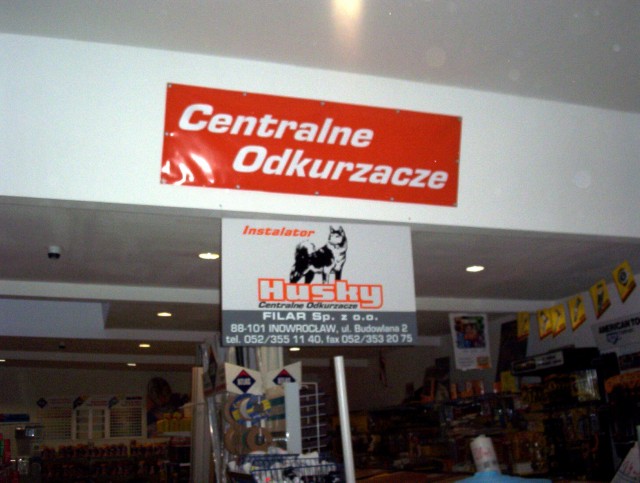 Centralne
Odkurzacze
Instalator
Husky
Centralne Odkurzacze
FILAR Sp. z o.o.
88-101 INOWROCŁAW, ul. Budowlana 2
tel. 052/355 11 40, fax 052/353 20 75